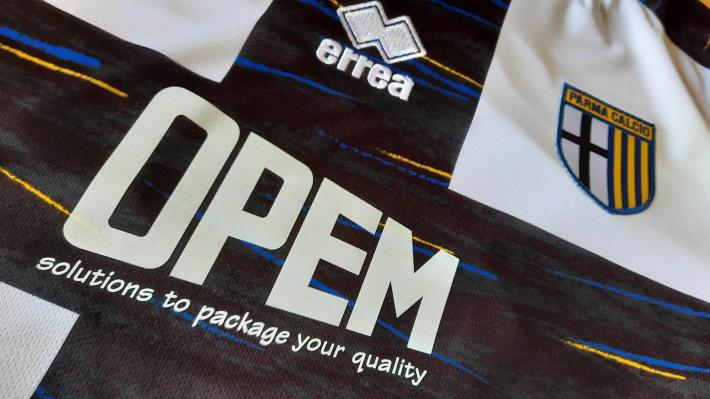 errea
PARMA CALCIO
OPEM
solutions to package your quality